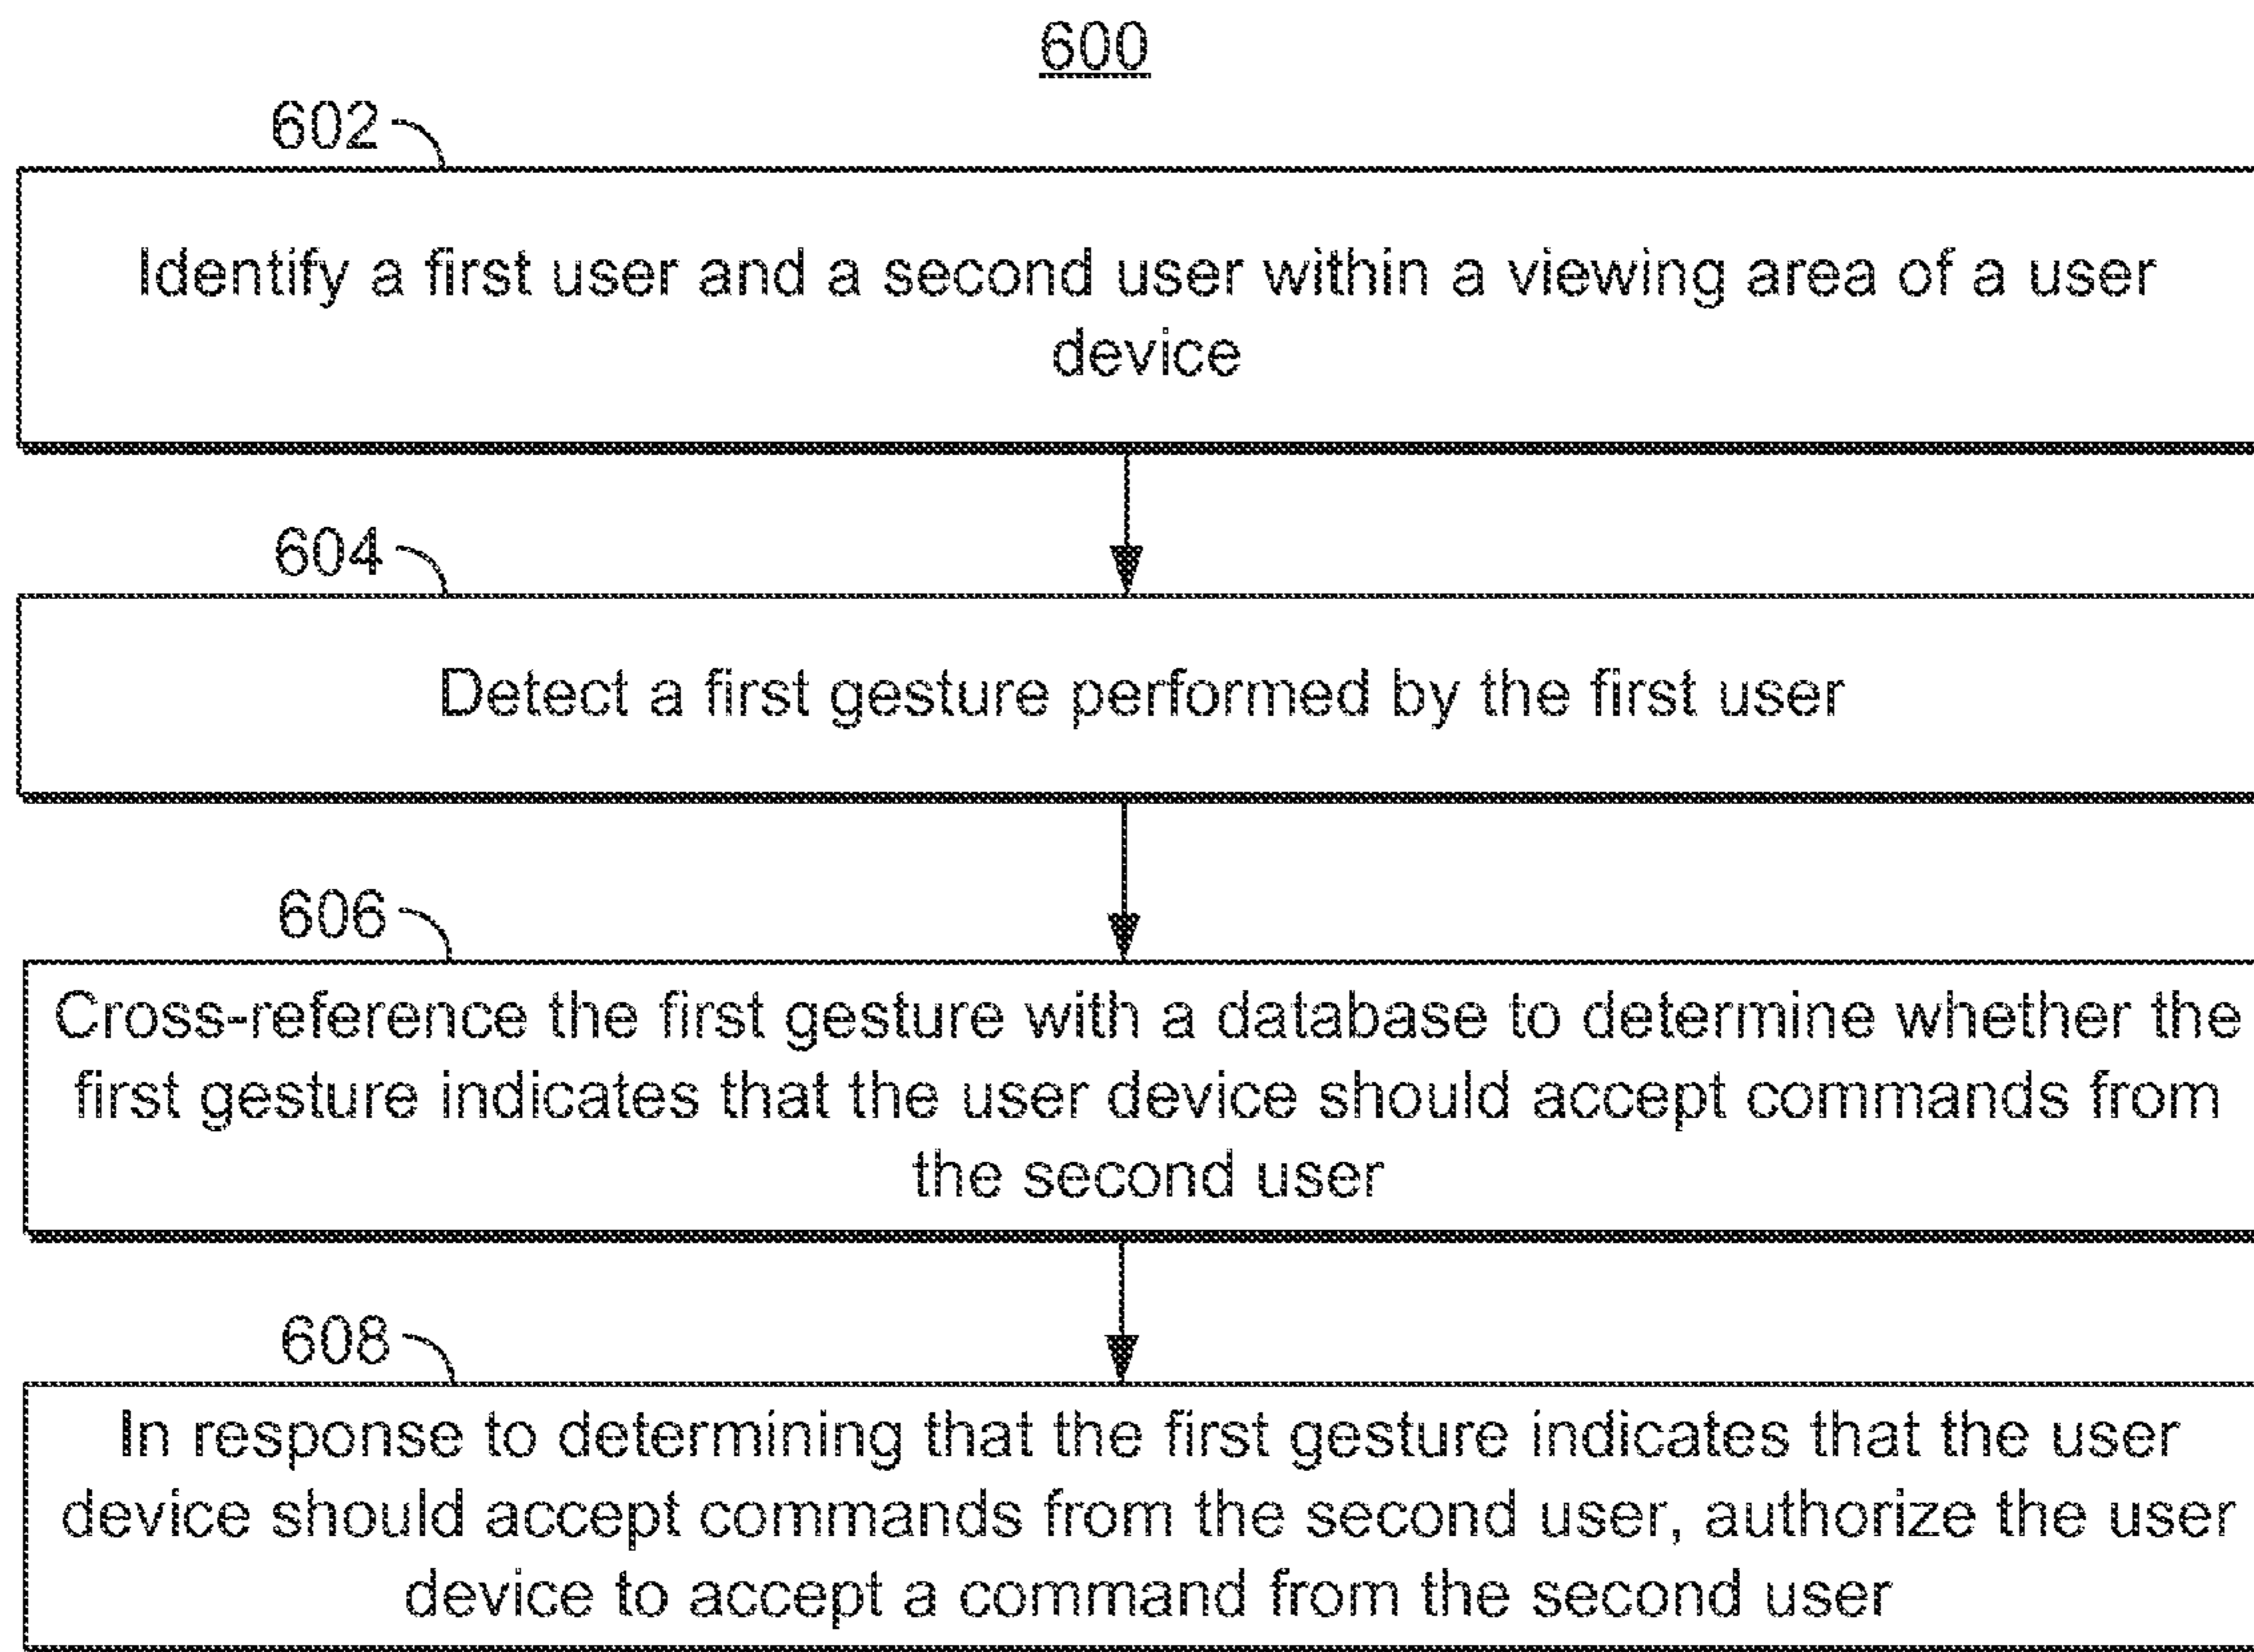 600
602
Identify a first user and a second user within a viewing area of a user
device
604
Detect a first gesture performed by the first user
606
Cross-reference the first gesture with a database to determine whether the
first gesture indicates that the user device should accept commands from
the second user
608
In response to determining that the first gesture indicates that the user
device should accept commands from the second user, authorize the user
device to accept a command from the second user